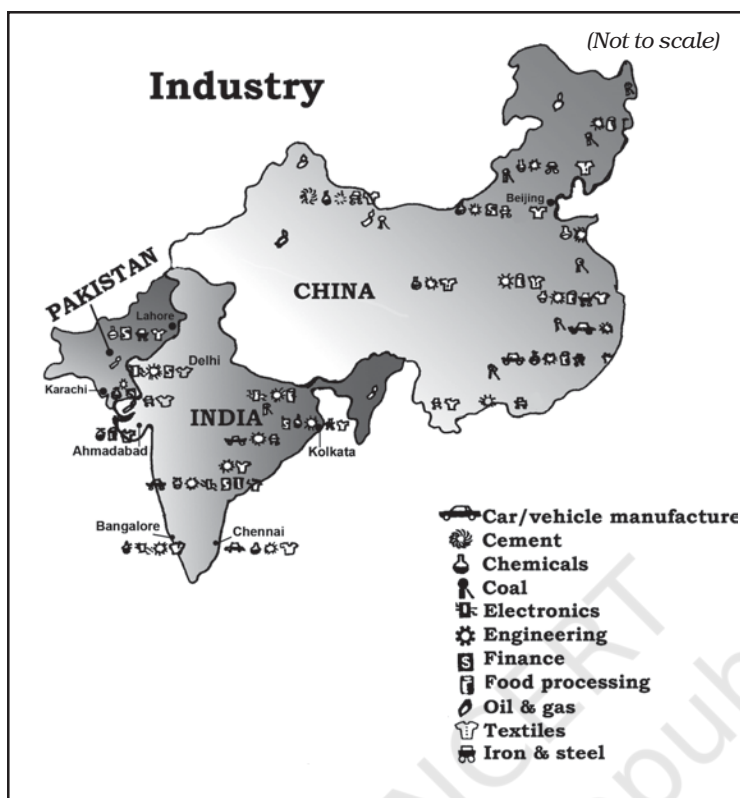 (Not to scale)
Industry
Beijing
PAKISTAN
CHINA
Lahore
Delhi
Karachi
INDIA
Ahmadabad
Kolkata
Bangalore
Chennai
Car/vehicle manufacture
Cement
Chemicals
Coal
Electronics
Engineering
Finance
Food processing
Oil & gas
Textiles
Iron & steel
NCERT